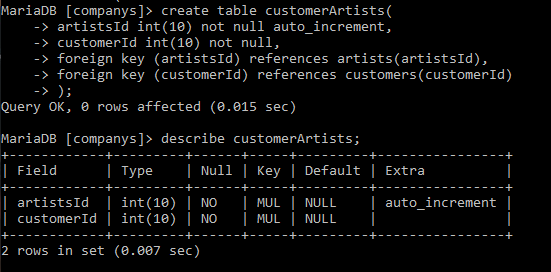 MariaDB [companys]> create table customerArtists(
    -> artistsId int(10) not null auto_increment,
    -> customerId int(10) not null,
    -> foreign key (artistsId) references artists(artistsId),
    -> foreign key (customerId) references customers(customerId)
    -> );
Query OK, 0 rows affected (0.015 sec)

MariaDB [companys]> describe customerArtists;
+------------+---------+------+-----+---------+----------------+
| Field      | Type    | Null | Key | Default | Extra          |
+------------+---------+------+-----+---------+----------------+
| artistsId  | int(10) | NO   | MUL | NULL    | auto_increment |
| customerId | int(10) | NO   | MUL | NULL    |                |
+------------+---------+------+-----+---------+----------------+
2 rows in set (0.007 sec)